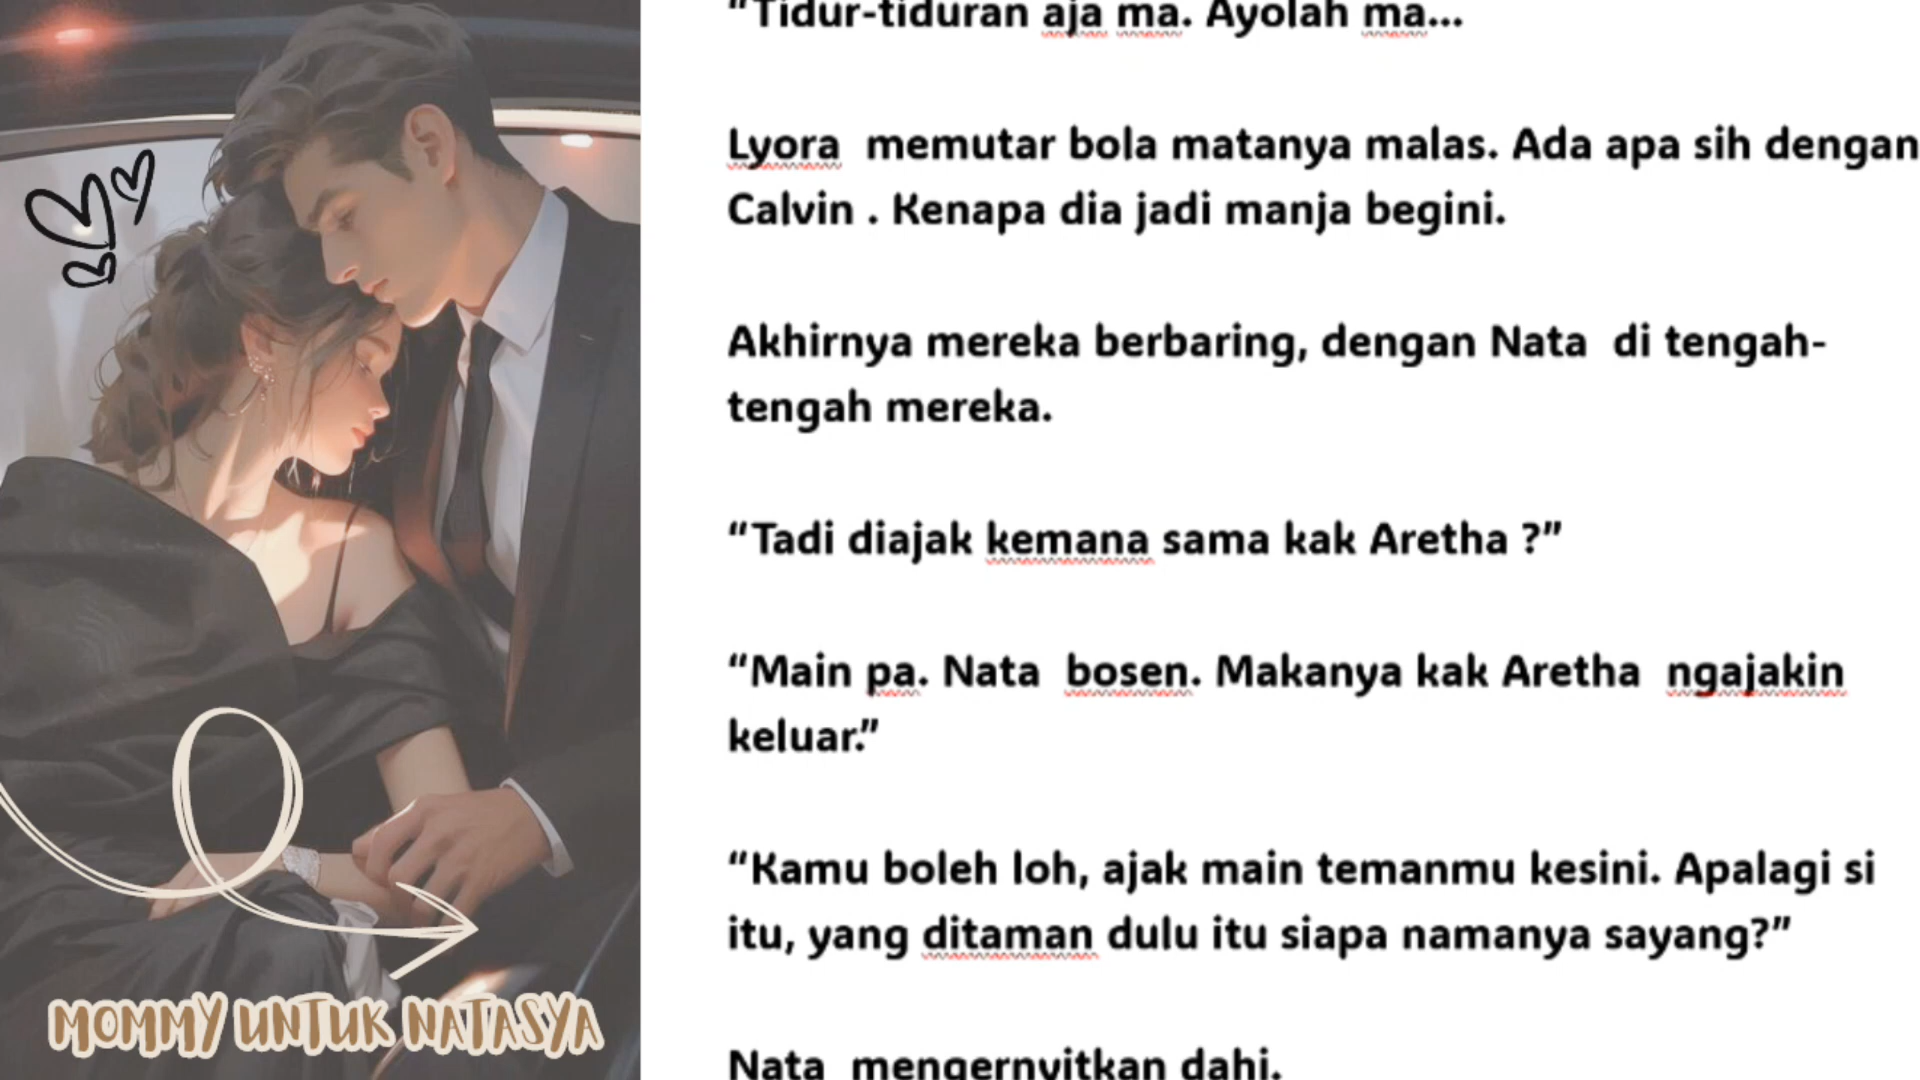 “Tidur-tiduran aja ma. Ayolah ma...
Lyora memutar bola matanya malas. Ada apa sih dengan
Calvin . Kenapa dia jadi manja begini.
Akhirnya mereka berbaring, dengan Nata di tengah-
tengah mereka.
“Tadi diajak kemana sama kak Aretha ?”
“Main pa. Nata bosen. Makanya kak Aretha ngajakin
keluar.”
“Kamu boleh loh, ajak main temanmu kesini. Apalagi si
itu, yang ditaman dulu itu siapa namanya sayang?”
Nata mengernyitkan dahi.
MOMMY UNTUK NATASYA